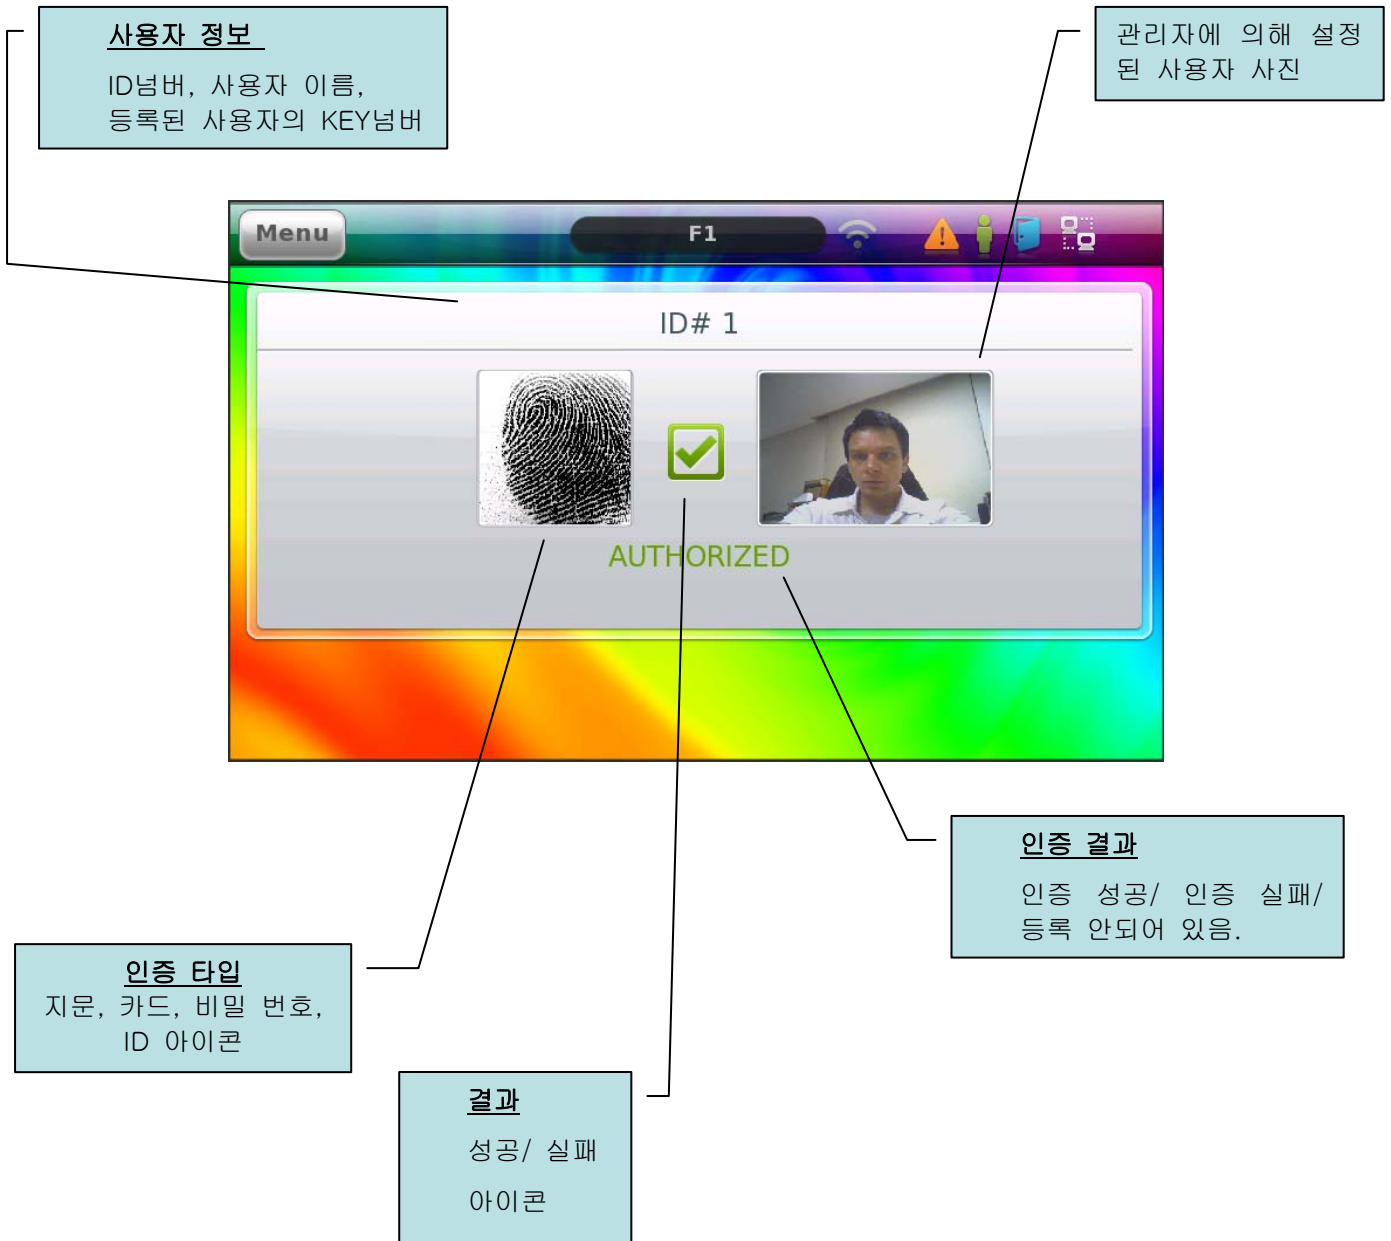 사용자 정보
ID넘버, 사용자 이름,
등록된 사용자의 KEY넘버
관리자에 의해 설정
된 사용자 사진
Menu
F1
ID# 1
AUTHORIZED
인증 결과
인증 성공/ 인증 실패/
등록 안되어 있음.
인증 타입
지문, 카드, 비밀 번호,
ID 아이콘
결과
성공/ 실패
아이콘